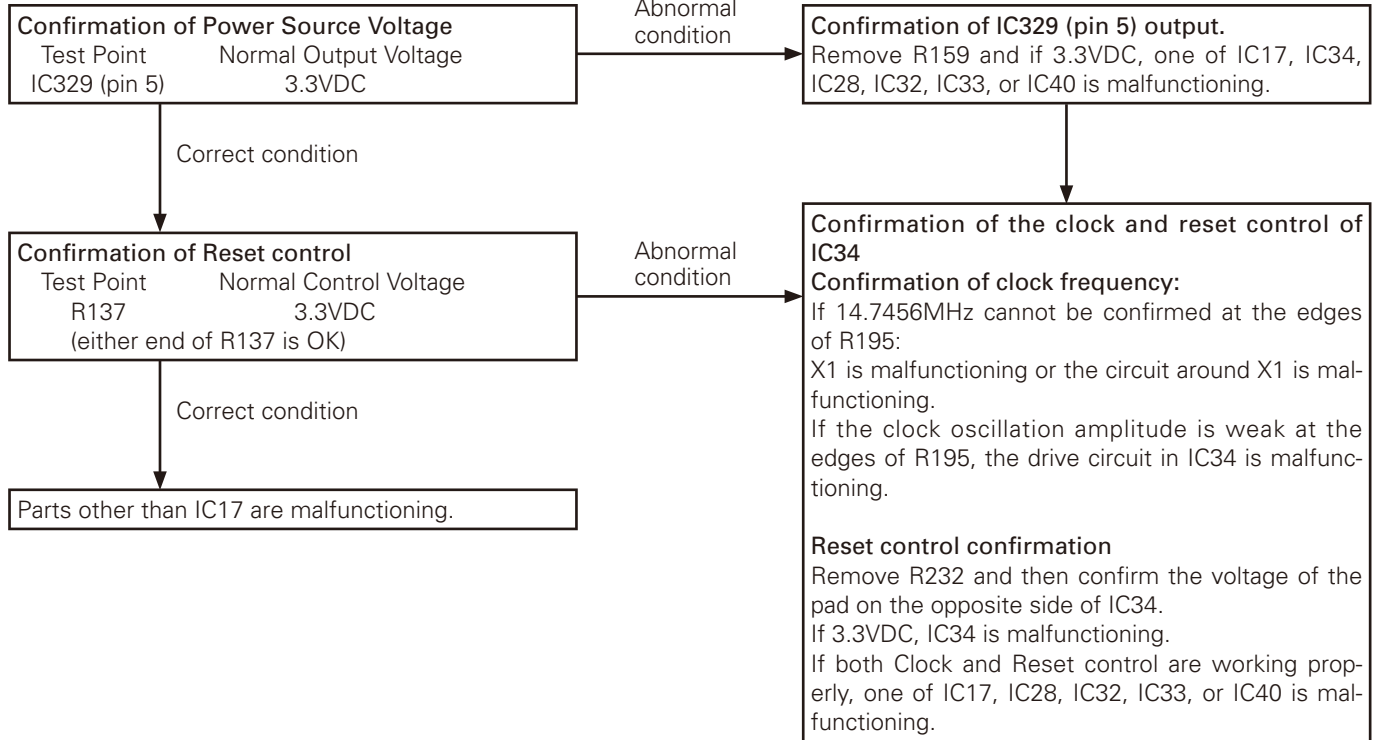 Confirmation of Power Source Voltage
Test Point Normal Output Voltage
IC329 (pin 5) 3.3VDC
Abnormal
condition
Confirmation of IC329 (pin 5) output.
Remove R159 and if 3.3VDC, one of IC17, IC34,
IC28, IC32, IC33, or IC40 is malfunctioning.
Correct condition
Confirmation of Reset control
Test Point Normal Control Voltage
R137 3.3VDC
(either end of R137 is OK)
Abnormal
condition
Confirmation of the clock and reset control of
IC34
Confirmation of clock frequency:
If 14.7456MHz cannot be confirmed at the edges
of R195:
X1 is malfunctioning or the circuit around X1 is mal-
functioning.
If the clock oscillation amplitude is weak at the
edges of R195, the drive circuit in IC34 is malfunc-
tioning.
Reset control confirmation
Remove R232 and then confirm the voltage of the
pad on the opposite side of IC34.
If 3.3VDC, IC34 is malfunctioning.
If both Clock and Reset control are working prop-
erly, one of IC17, IC28, IC32, IC33, or IC40 is mal-
functioning.
Correct condition
Parts other than IC17 are malfunctioning.